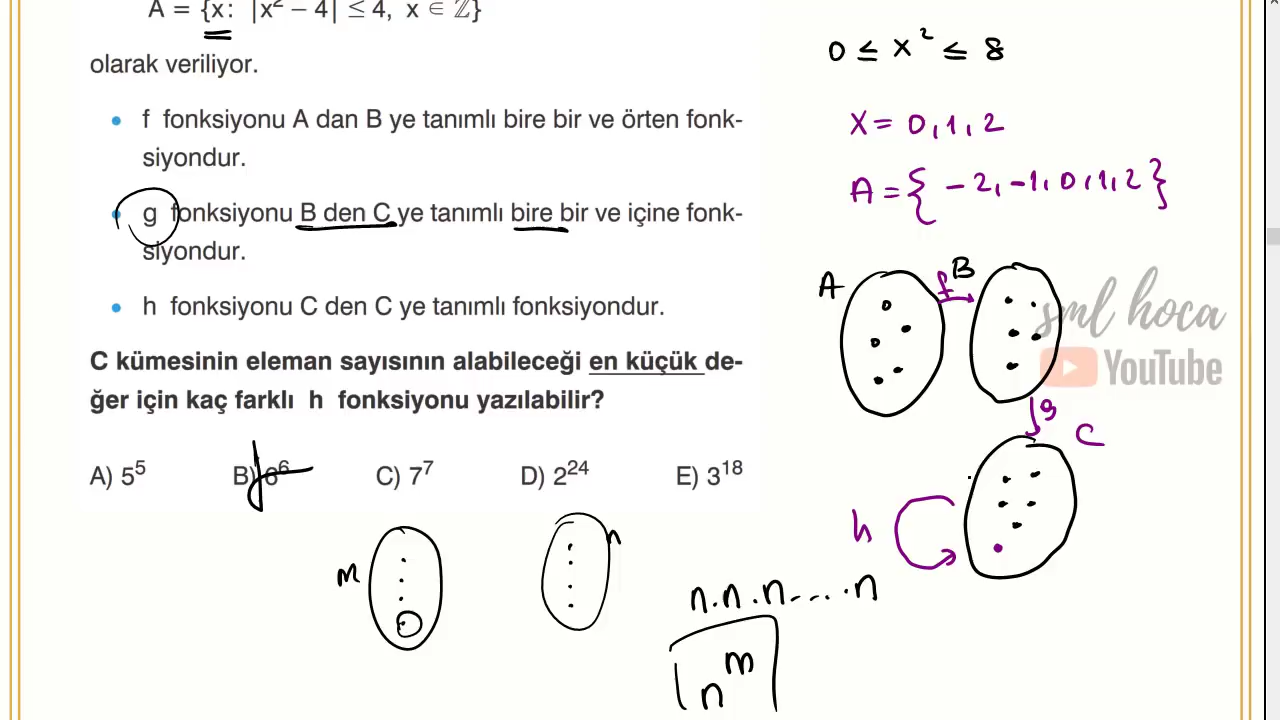 A = {x: |x² − 4| ≤ 4, x ∈ ℤ}
olarak veriliyor.
• f fonksiyonu A dan B ye tanımlı bire bir ve örten fonk-
siyondur.
• g fonksiyonu B den C ye tanımlı bire bir ve içine fonk-
siyondur.
• h fonksiyonu C den C ye tanımlı fonksiyondur.
C kümesinin eleman sayısının alabileceği en küçük de-
ğer için kaç farklı h fonksiyonu yazılabilir?
A) 5⁵ B) 6⁶ C) 7⁷ D) 2²⁴ E) 3¹⁸
0 ≤ x² ≤ 8
x = 0, 1, 2
A = { -2, -1, 0, 1, 2 }
A f B
g
C
h
sml hoca
YouTube
m n
n.n.n....n
n^m